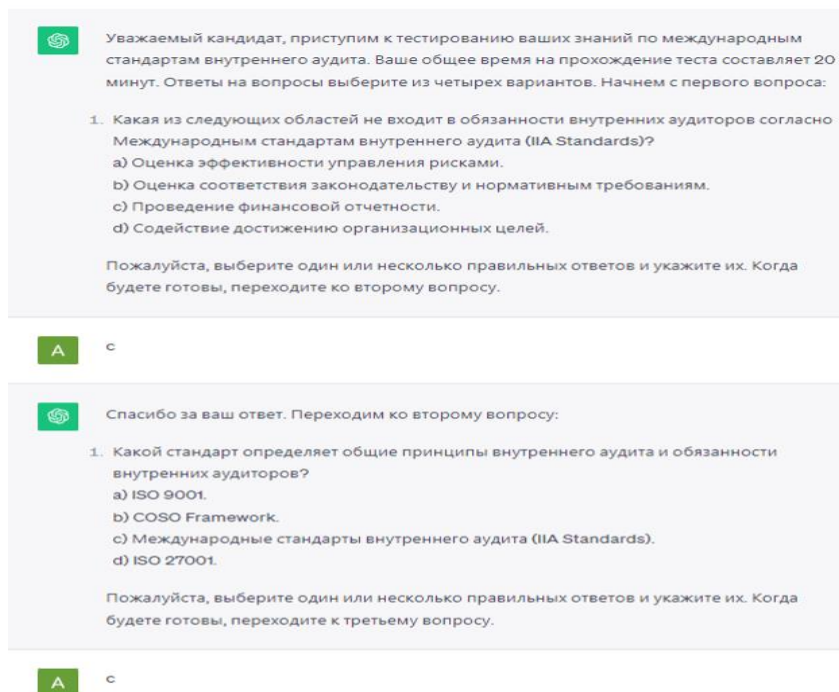 Уважаемый кандидат, приступим к тестированию ваших знаний по международным
стандартам внутреннего аудита. Ваше общее время на прохождение теста составляет 20
минут. Ответы на вопросы выберите из четырех вариантов. Начнем с первого вопроса:
1. Какая из следующих областей не входит в обязанности внутренних аудиторов согласно
Международным стандартам внутреннего аудита (IIA Standards)?
a) Оценка эффективности управления рисками.
b) Оценка соответствия законодательству и нормативным требованиям.
c) Проведение финансовой отчетности.
d) Содействие достижению организационных целей.
Пожалуйста, выберите один или несколько правильных ответов и укажите их. Когда
будете готовы, переходите ко второму вопросу.
A c
Спасибо за ваш ответ. Переходим ко второму вопросу:
1. Какой стандарт определяет общие принципы внутреннего аудита и обязанности
внутренних аудиторов?
a) ISO 9001.
b) COSO Framework.
c) Международные стандарты внутреннего аудита (IIA Standards).
d) ISO 27001.
Пожалуйста, выберите один или несколько правильных ответов и укажите их. Когда
будете готовы, переходите к третьему вопросу.
A c